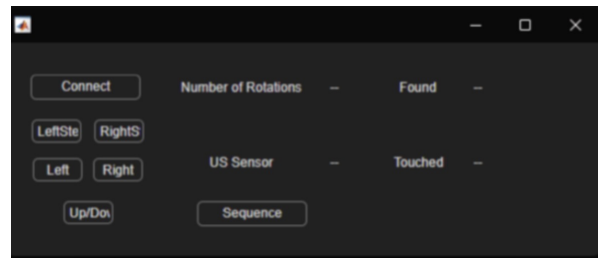 Connect Number of Rotations -- Found --
LeftSte RightS
Left Right US Sensor -- Touched --
Up/Dov Sequence